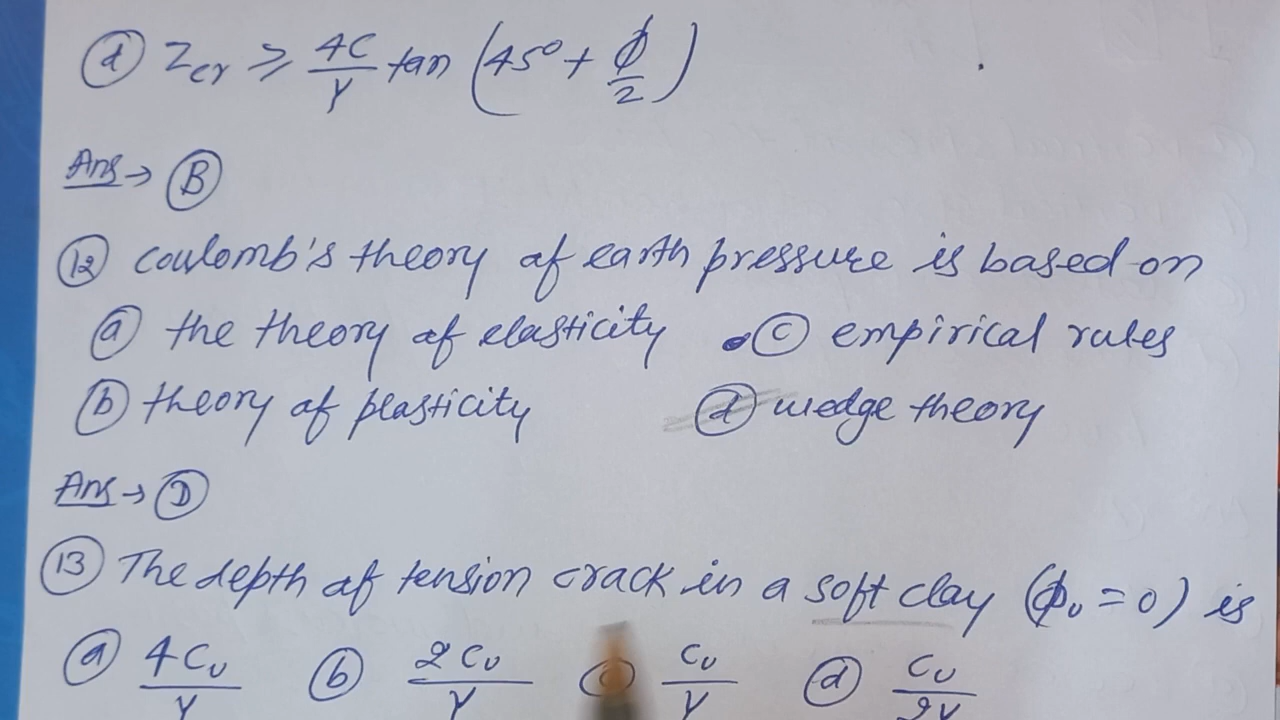 (d) Zcr ≥ 4C/γ tan (45° + ϕ/2)
Ans → (B)
(12) coulomb's theory of earth pressure is based on
(a) the theory of elasticity (c) empirical rules
(b) theory of plasticity (d) wedge theory
Ans → (D)
(13) The depth of tension crack in a soft clay (ϕu = 0) is
(a) 4Cu/γ (b) 2Cu/γ (c) Cu/γ (d) Cu/2γ